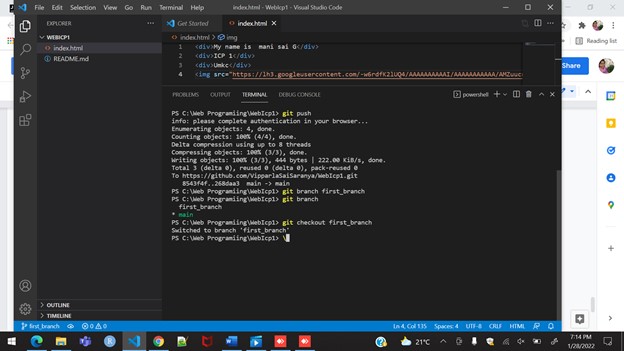 index.html - WebIcp1 - Visual Studio Code
File Edit Selection View Go Run Terminal Help
EXPLORER
WEBICP1
index.html
README.md
Get Started
index.html
index.html > img
1 <div>My name is mani sai G</div>
2 <div>ICP 1</div>
3 <div>Umkc</div>
4 <img src="https://lh3.googleusercontent.com/-w6rdfK2lUQ4/AAAAAAAAAAI/AAAAAAAAAAA/AMZuuc
PROBLEMS OUTPUT TERMINAL DEBUG CONSOLE
powershell
PS C:\Web Programiing\WebIcp1> git push
info: please complete authentication in your browser...
Enumerating objects: 4, done.
Counting objects: 100% (4/4), done.
Delta compression using up to 8 threads
Compressing objects: 100% (3/3), done.
Writing objects: 100% (3/3), 444 bytes | 222.00 KiB/s, done.
Total 3 (delta 0), reused 0 (delta 0), pack-reused 0
To https://github.com/VipparlaSaiSaranya/WebIcp1.git
8543f4f..268daa3 main -> main
PS C:\Web Programiing\WebIcp1> git branch first_branch
PS C:\Web Programiing\WebIcp1> git branch
first_branch
* main
PS C:\Web Programiing\WebIcp1> git checkout first_branch
Switched to branch 'first_branch'
PS C:\Web Programiing\WebIcp1> \
OUTLINE
TIMELINE
first_branch
0 0
Ln 4, Col 135 Spaces: 4 UTF-8 CRLF HTML
Reading list
Share
21°C
7:14 PM
1/28/2022